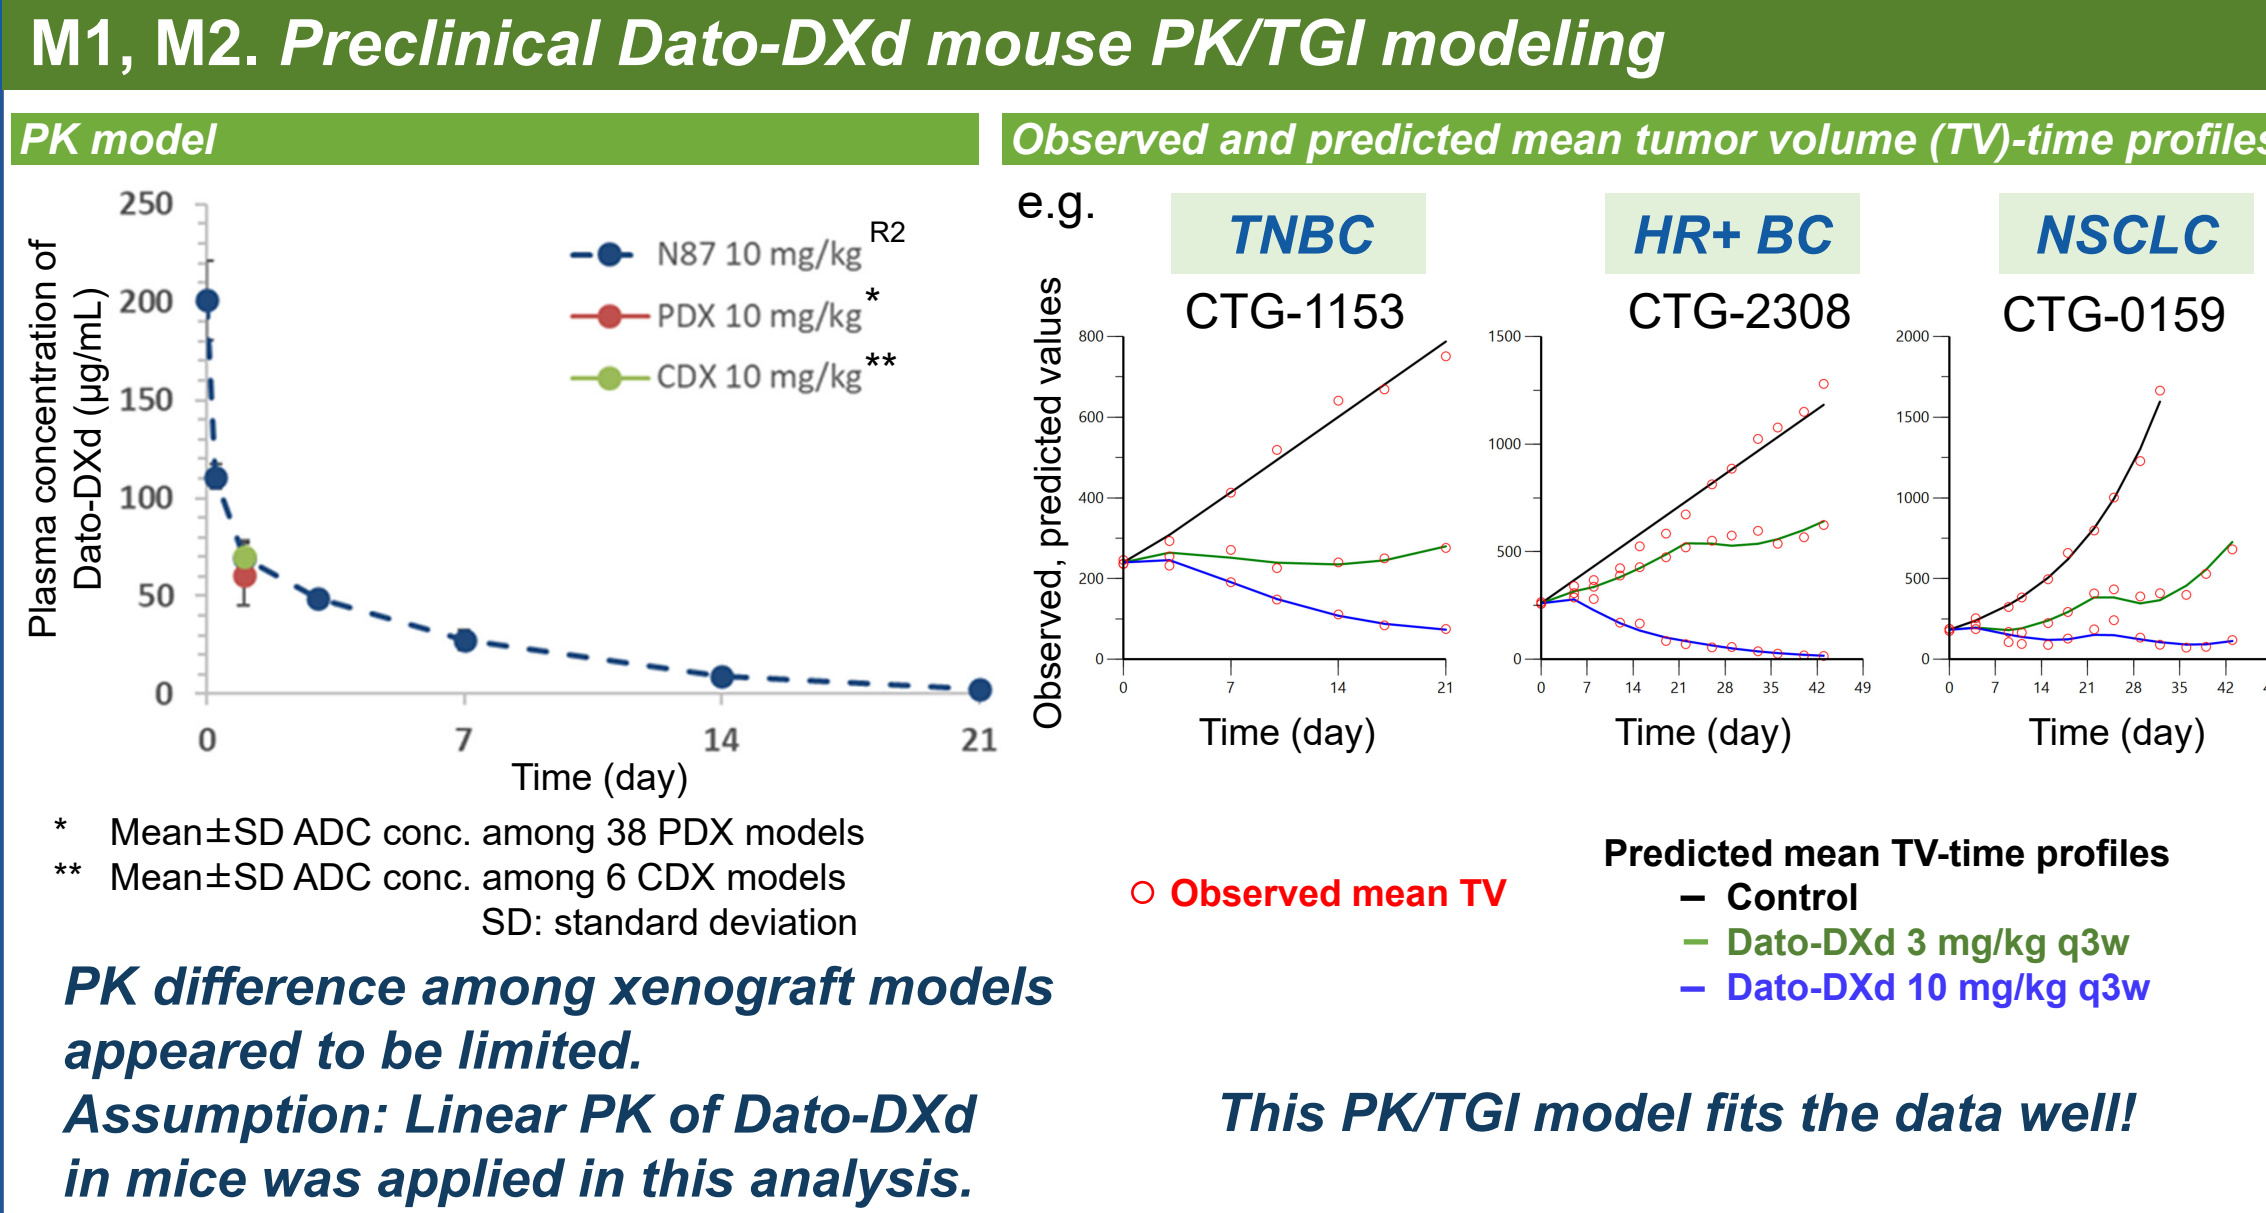 M1, M2. Preclinical Dato-DXd mouse PK/TGI modeling
PK model
Plasma concentration of
Dato-DXd (µg/mL)
250
200
150
100
50
0
0 7 14 21
Time (day)
N87 10 mg/kg R2
PDX 10 mg/kg *
CDX 10 mg/kg **
* Mean±SD ADC conc. among 38 PDX models
** Mean±SD ADC conc. among 6 CDX models
SD: standard deviation
PK difference among xenograft models
appeared to be limited.
Assumption: Linear PK of Dato-DXd
in mice was applied in this analysis.
Observed and predicted mean tumor volume (TV)-time profiles
e.g.
Observed, predicted values
TNBC
CTG-1153
800
600
400
200
0
0 7 14 21
Time (day)
HR+ BC
CTG-2308
1500
1000
500
0
0 7 14 21 28 35 42 49
Time (day)
NSCLC
CTG-0159
2000
1500
1000
500
0
0 7 14 21 28 35 42
Time (day)
Observed mean TV
Predicted mean TV-time profiles
Control
Dato-DXd 3 mg/kg q3w
Dato-DXd 10 mg/kg q3w
This PK/TGI model fits the data well!